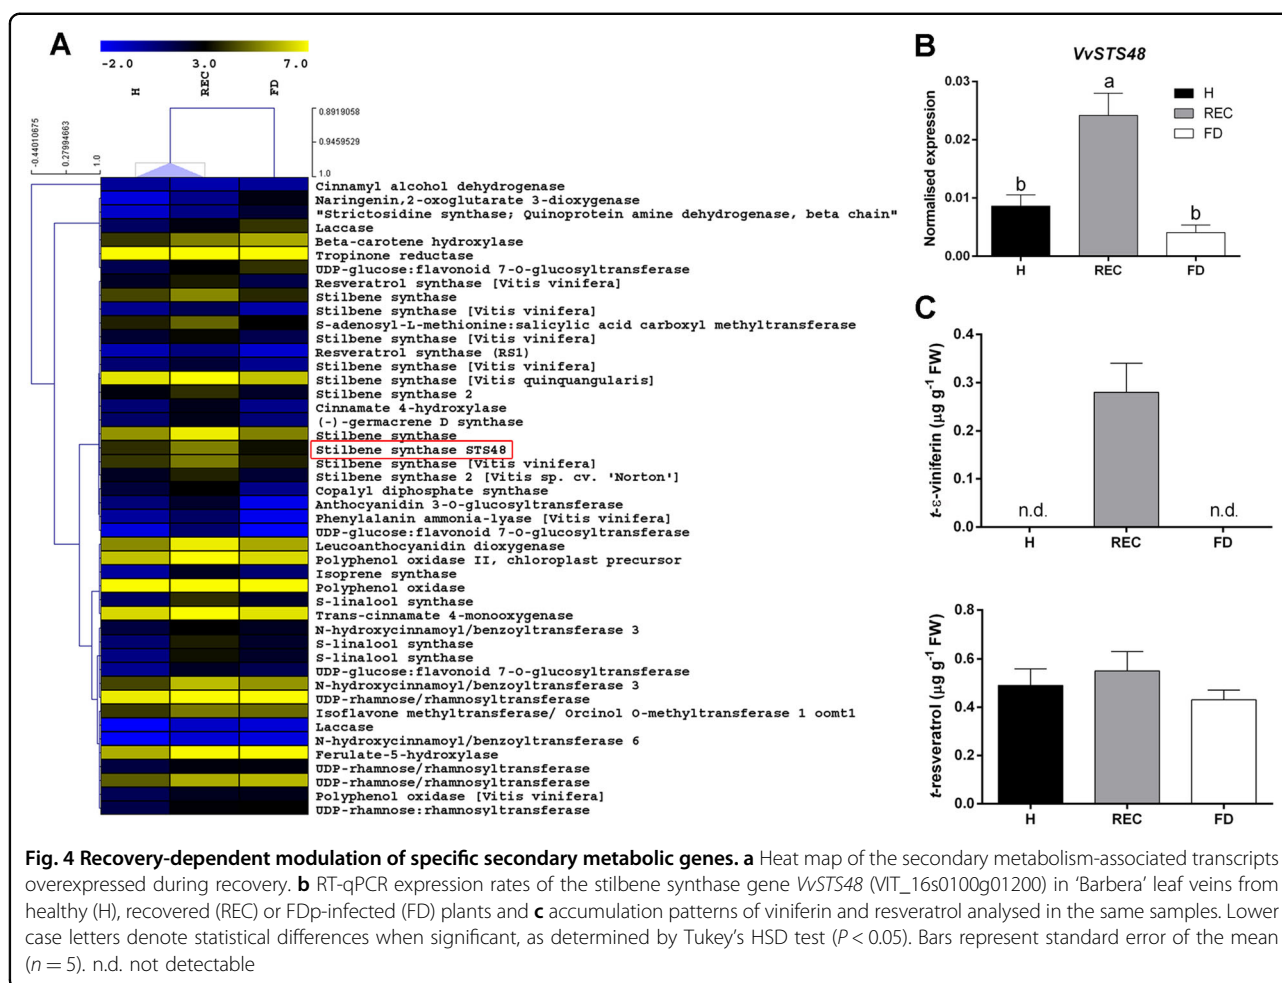 A
-2.0 3.0 7.0
H REC FD
-0.44010675 0.27994663 1.0
0.8919058
0.9459529
1.0
Cinnamyl alcohol dehydrogenase
Naringenin,2-oxoglutarate 3-dioxygenase
"Strictosidine synthase; Quinoprotein amine dehydrogenase, beta chain"
Laccase
Beta-carotene hydroxylase
Tropinone reductase
UDP-glucose:flavonoid 7-O-glucosyltransferase
Resveratrol synthase [Vitis vinifera]
Stilbene synthase
Stilbene synthase [Vitis vinifera]
S-adenosyl-L-methionine:salicylic acid carboxyl methyltransferase
Stilbene synthase [Vitis vinifera]
Resveratrol synthase (RS1)
Stilbene synthase [Vitis vinifera]
Stilbene synthase [Vitis quinquangularis]
Stilbene synthase 2
Cinnamate 4-hydroxylase
(-)-germacrene D synthase
Stilbene synthase
Stilbene synthase STS48
Stilbene synthase [Vitis vinifera]
Stilbene synthase 2 [Vitis sp. cv. 'Norton']
Copalyl diphosphate synthase
Anthocyanidin 3-O-glucosyltransferase
Phenylalanin ammonia-lyase [Vitis vinifera]
UDP-glucose:flavonoid 7-O-glucosyltransferase
Leucoanthocyanidin dioxygenase
Polyphenol oxidase II, chloroplast precursor
Isoprene synthase
Polyphenol oxidase
S-linalool synthase
Trans-cinnamate 4-monooxygenase
N-hydroxycinnamoyl/benzoyltransferase 3
S-linalool synthase
S-linalool synthase
UDP-glucose:flavonoid 7-O-glucosyltransferase
N-hydroxycinnamoyl/benzoyltransferase 3
UDP-rhamnose/rhamnosyltransferase
Isoflavone methyltransferase/ Orcinol O-methyltransferase 1 oomt1
Laccase
N-hydroxycinnamoyl/benzoyltransferase 6
Ferulate-5-hydroxylase
UDP-rhamnose/rhamnosyltransferase
UDP-rhamnose/rhamnosyltransferase
Polyphenol oxidase [Vitis vinifera]
UDP-rhamnose:rhamnosyltransferase
B
VvSTS48
Normalised expression
0.03
0.02
0.01
0.00
b a b
H
REC
FD
H REC FD
C
t-ε-viniferin (µg g⁻¹ FW)
0.4
0.3
0.2
0.1
0.0
n.d. n.d.
H REC FD
t-resveratrol (µg g⁻¹ FW)
0.8
0.6
0.4
0.2
0.0
H REC FD
Fig. 4 Recovery-dependent modulation of specific secondary metabolic genes. a Heat map of the secondary metabolism-associated transcripts
overexpressed during recovery. b RT-qPCR expression rates of the stilbene synthase gene VvSTS48 (VIT_16s0100g01200) in ‘Barbera’ leaf veins from
healthy (H), recovered (REC) or FDp-infected (FD) plants and c accumulation patterns of viniferin and resveratrol analysed in the same samples. Lower
case letters denote statistical differences when significant, as determined by Tukey’s HSD test (P < 0.05). Bars represent standard error of the mean
(n = 5). n.d. not detectable